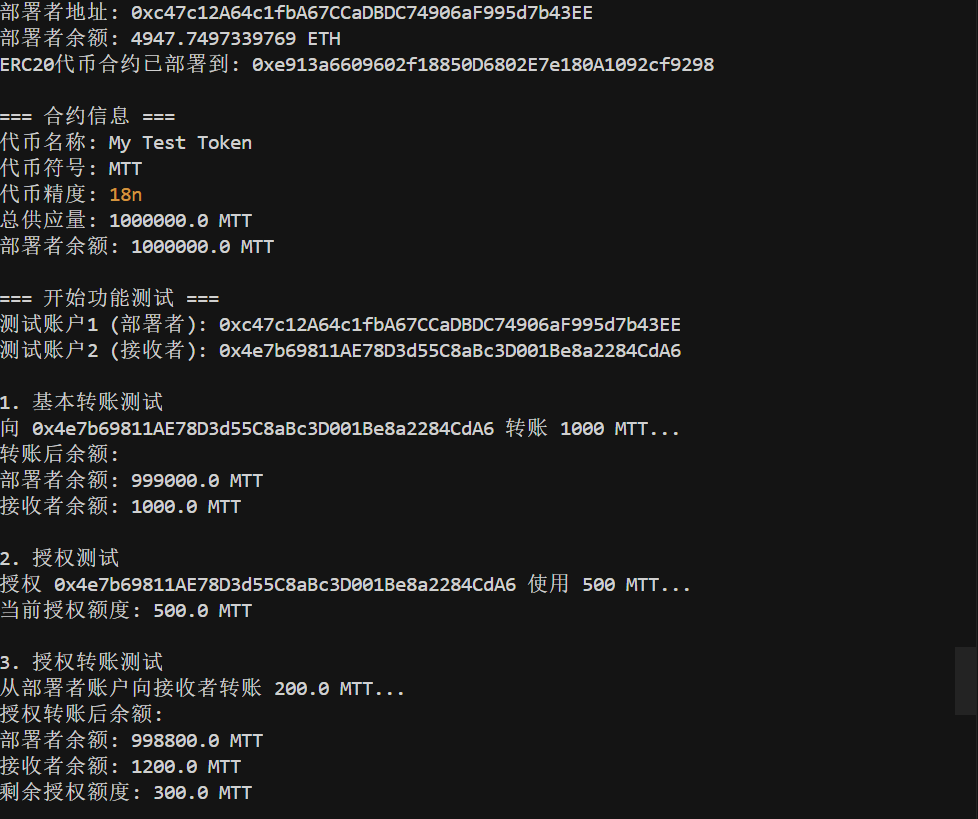 部署者地址: 0xc47c12A64c1fbA67CCaDBDC74906aF995d7b43EE
部署者余额: 4947.7497339769 ETH
ERC20代币合约已部署到: 0xe913a6609602f18850D6802E7e180A1092cf9298
=== 合约信息 ===
代币名称: My Test Token
代币符号: MTT
代币精度: 18n
总供应量: 1000000.0 MTT
部署者余额: 1000000.0 MTT
=== 开始功能测试 ===
测试账户1 (部署者): 0xc47c12A64c1fbA67CCaDBDC74906aF995d7b43EE
测试账户2 (接收者): 0x4e7b69811AE78D3d55C8aBc3D001Be8a2284CdA6
1. 基本转账测试
向 0x4e7b69811AE78D3d55C8aBc3D001Be8a2284CdA6 转账 1000 MTT...
转账后余额:
部署者余额: 999000.0 MTT
接收者余额: 1000.0 MTT
2. 授权测试
授权 0x4e7b69811AE78D3d55C8aBc3D001Be8a2284CdA6 使用 500 MTT...
当前授权额度: 500.0 MTT
3. 授权转账测试
从部署者账户向接收者转账 200.0 MTT...
授权转账后余额:
部署者余额: 998800.0 MTT
接收者余额: 1200.0 MTT
剩余授权额度: 300.0 MTT